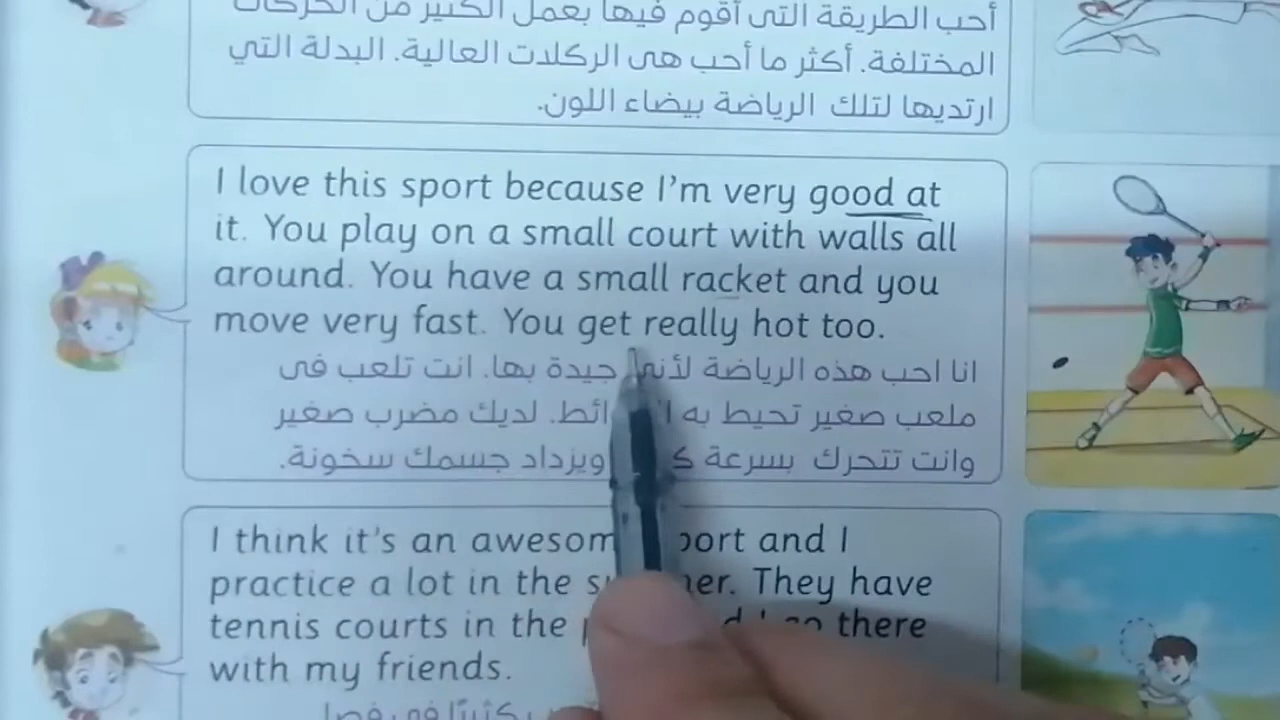 أحب الطريقة التى أقوم فيها بعمل الكثير من الحركات
المختلفة. أكثر ما أحب هى الركلات العالية. البدلة التي
ارتديها لتلك الرياضة بيضاء اللون.
I love this sport because I'm very good at
it. You play on a small court with walls all
around. You have a small racket and you
move very fast. You get really hot too.
انا احب هذه الرياضة لأنى جيدة بها. انت تلعب فى
ملعب صغير تحيط به لديك مضرب صغير
وانت تتحرك بسرعة ويزداد جسمك سخونة.
I think it's an awesome sport and I
practice a lot in the summer. They have
tennis courts in the there
with my friends.